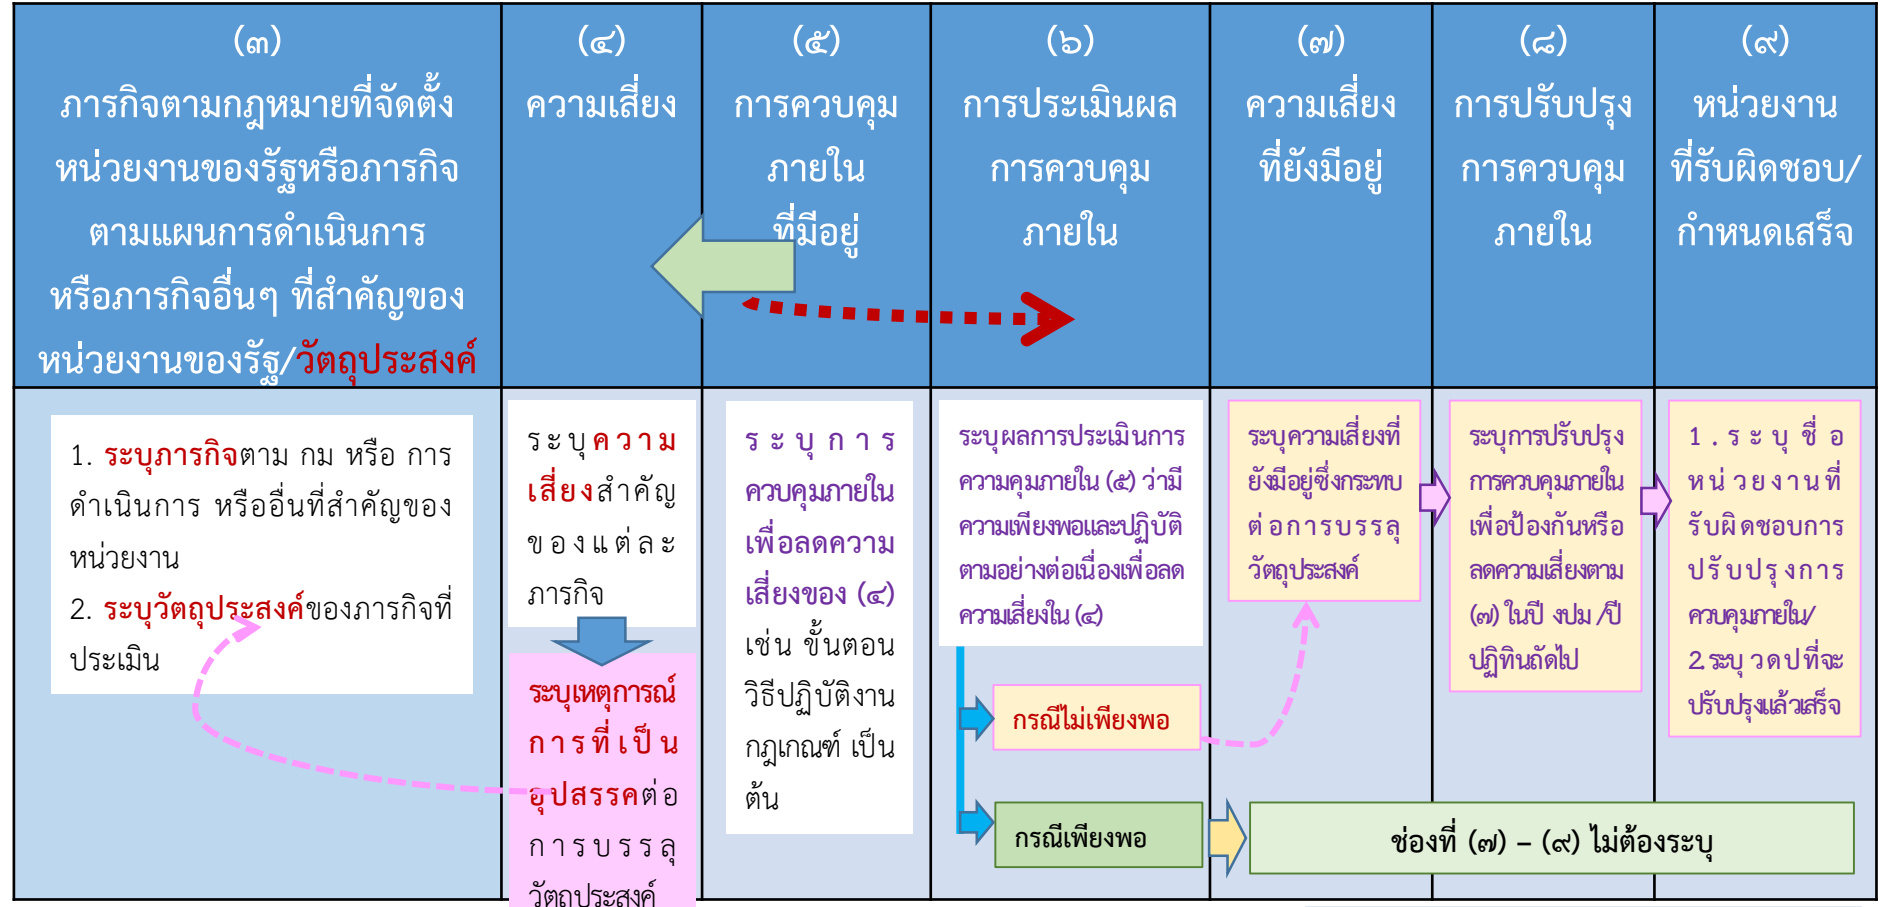 (๓)
ภารกิจตามกฎหมายที่จัดตั้ง
หน่วยงานของรัฐหรือภารกิจ
ตามแผนการดำเนินการ
หรือภารกิจอื่นๆ ที่สำคัญของ
หน่วยงานของรัฐ/วัตถุประสงค์
(๔)
ความเสี่ยง
(๕)
การควบคุม
ภายใน
ที่มีอยู่
(๖)
การประเมินผล
การควบคุม
ภายใน
(๗)
ความเสี่ยง
ที่ยังมีอยู่
(๘)
การปรับปรุง
การควบคุม
ภายใน
(๙)
หน่วยงาน
ที่รับผิดชอบ/
กำหนดเสร็จ
1. ระบุภารกิจตาม กม หรือ การ
ดำเนินการ หรืออื่นที่สำคัญของ
หน่วยงาน
2. ระบุวัตถุประสงค์ของภารกิจที่
ประเมิน
ระบุความ
เสี่ยงสำคัญ
ของแต่ละ
ภารกิจ
ระบุเหตุการณ์
การที่เป็น
อุปสรรคต่อ
การบรรลุ
วัตถุประสงค์
ระบุการ
ควบคุมภายใน
เพื่อลดความ
เสี่ยงของ (๔)
เช่น ขั้นตอน
วิธีปฏิบัติงาน
กฎเกณฑ์ เป็น
ต้น
ระบุผลการประเมินการ
ความคุมภายใน (๕) ว่ามี
ความเพียงพอและปฏิบัติ
ตามอย่างต่อเนื่องเพื่อลด
ความเสี่ยงใน (๔)
กรณีไม่เพียงพอ
กรณีเพียงพอ
ระบุความเสี่ยงที่
ยังมีอยู่ซึ่งกระทบ
ต่อการบรรลุ
วัตถุประสงค์
ระบุการปรับปรุง
การควบคุมภายใน
เพื่อป้องกันหรือ
ลดความเสี่ยงตาม
(๗) ในปี งปม /ปี
ปฏิทินถัดไป
1.ระบุชื่อ
หน่วยงานที่
รับผิดชอบการ
ปรับปรุงการ
ควบคุมภายใน/
2.ระบุ วดป ที่จะ
ปรับปรุงแล้วเสร็จ
ช่องที่ (๗) – (๙) ไม่ต้องระบุ